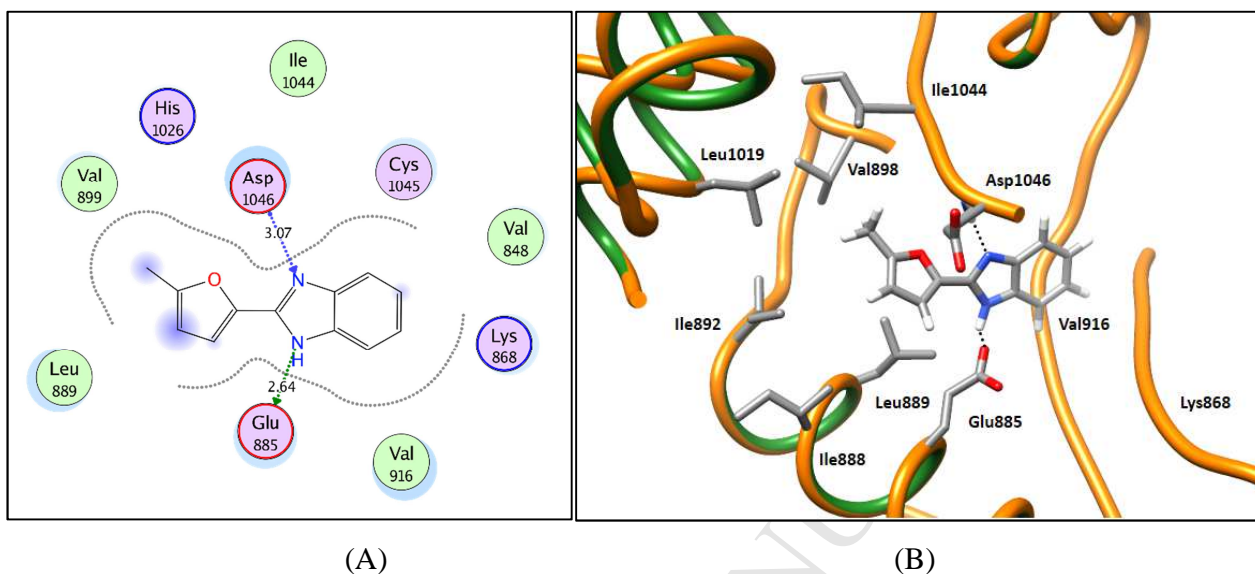 Ile
1044
His
1026
Asp
1046
Cys
1045
Val
899
3.07
Val
848
O
N
N
H
Lys
868
Leu
889
2.64
Glu
885
Val
916
(A)
Ile1044
Leu1019
Val898
Asp1046
Ile892
Val916
Leu889
Lys868
Glu885
Ile888
(B)